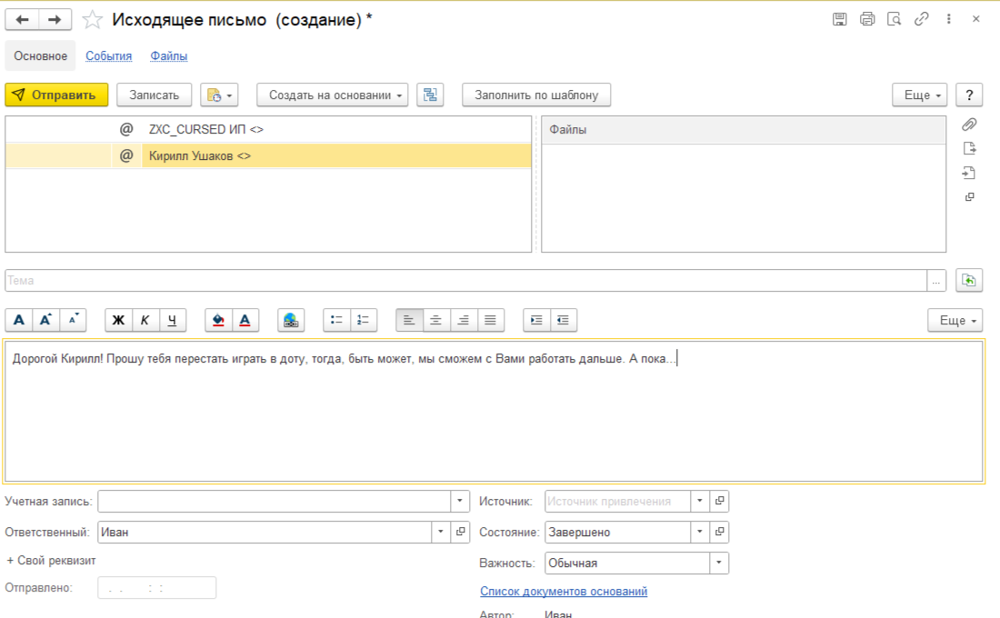 Исходящее письмо (создание) *
Основное События Файлы
Отправить Записать Создать на основании Заполнить по шаблону Еще ?
@ ZXC_CURSED ИП <>
@ Кирилл Ушаков <>
Файлы
Тема ...
А А А Ж К Ч А Еще
Дорогой Кирилл! Прошу тебя перестать играть в доту, тогда, быть может, мы сможем с Вами работать дальше. А пока...
Учетная запись: Источник: Источник привлечения
Ответственный: Иван Состояние: Завершено
+ Свой реквизит
Важность: Обычная
Отправлено: . . : :
Список документов оснований
Автор: Иван